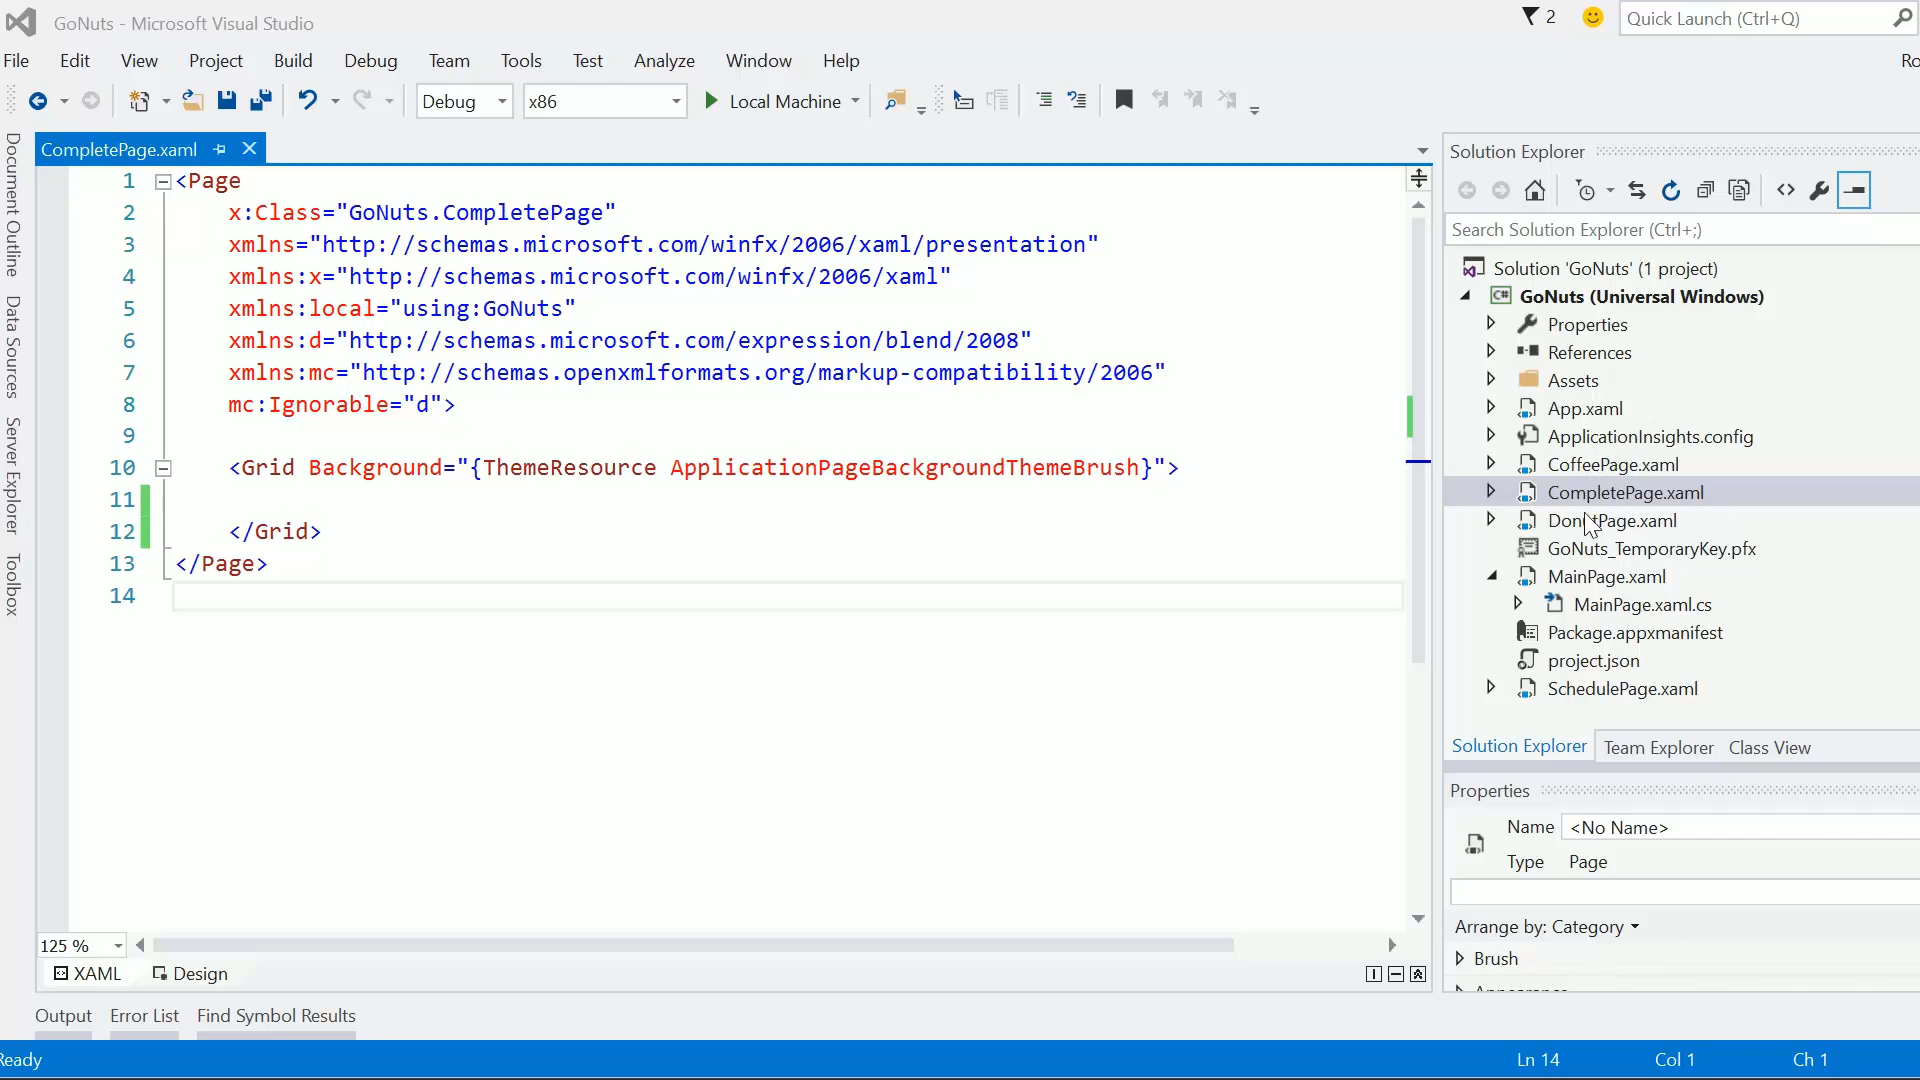 GoNuts - Microsoft Visual Studio
2
Quick Launch (Ctrl+Q)
File Edit View Project Build Debug Team Tools Test Analyze Window Help
Ro
Debug x86 Local Machine
Document Outline
Data Sources
Server Explorer
Toolbox
CompletePage.xaml
1 <Page
2 x:Class="GoNuts.CompletePage"
3 xmlns="http://schemas.microsoft.com/winfx/2006/xaml/presentation"
4 xmlns:x="http://schemas.microsoft.com/winfx/2006/xaml"
5 xmlns:local="using:GoNuts"
6 xmlns:d="http://schemas.microsoft.com/expression/blend/2008"
7 xmlns:mc="http://schemas.openxmlformats.org/markup-compatibility/2006"
8 mc:Ignorable="d">
9
10 <Grid Background="{ThemeResource ApplicationPageBackgroundThemeBrush}">
11
12 </Grid>
13 </Page>
14
125 %
XAML Design
Solution Explorer
Search Solution Explorer (Ctrl+;)
Solution 'GoNuts' (1 project)
C# GoNuts (Universal Windows)
Properties
References
Assets
App.xaml
ApplicationInsights.config
CoffeePage.xaml
CompletePage.xaml
DonutPage.xaml
GoNuts_TemporaryKey.pfx
MainPage.xaml
MainPage.xaml.cs
Package.appxmanifest
project.json
SchedulePage.xaml
Solution Explorer Team Explorer Class View
Properties
Name <No Name>
Type Page
Arrange by: Category
Brush
Output Error List Find Symbol Results
Ready Ln 14 Col 1 Ch 1